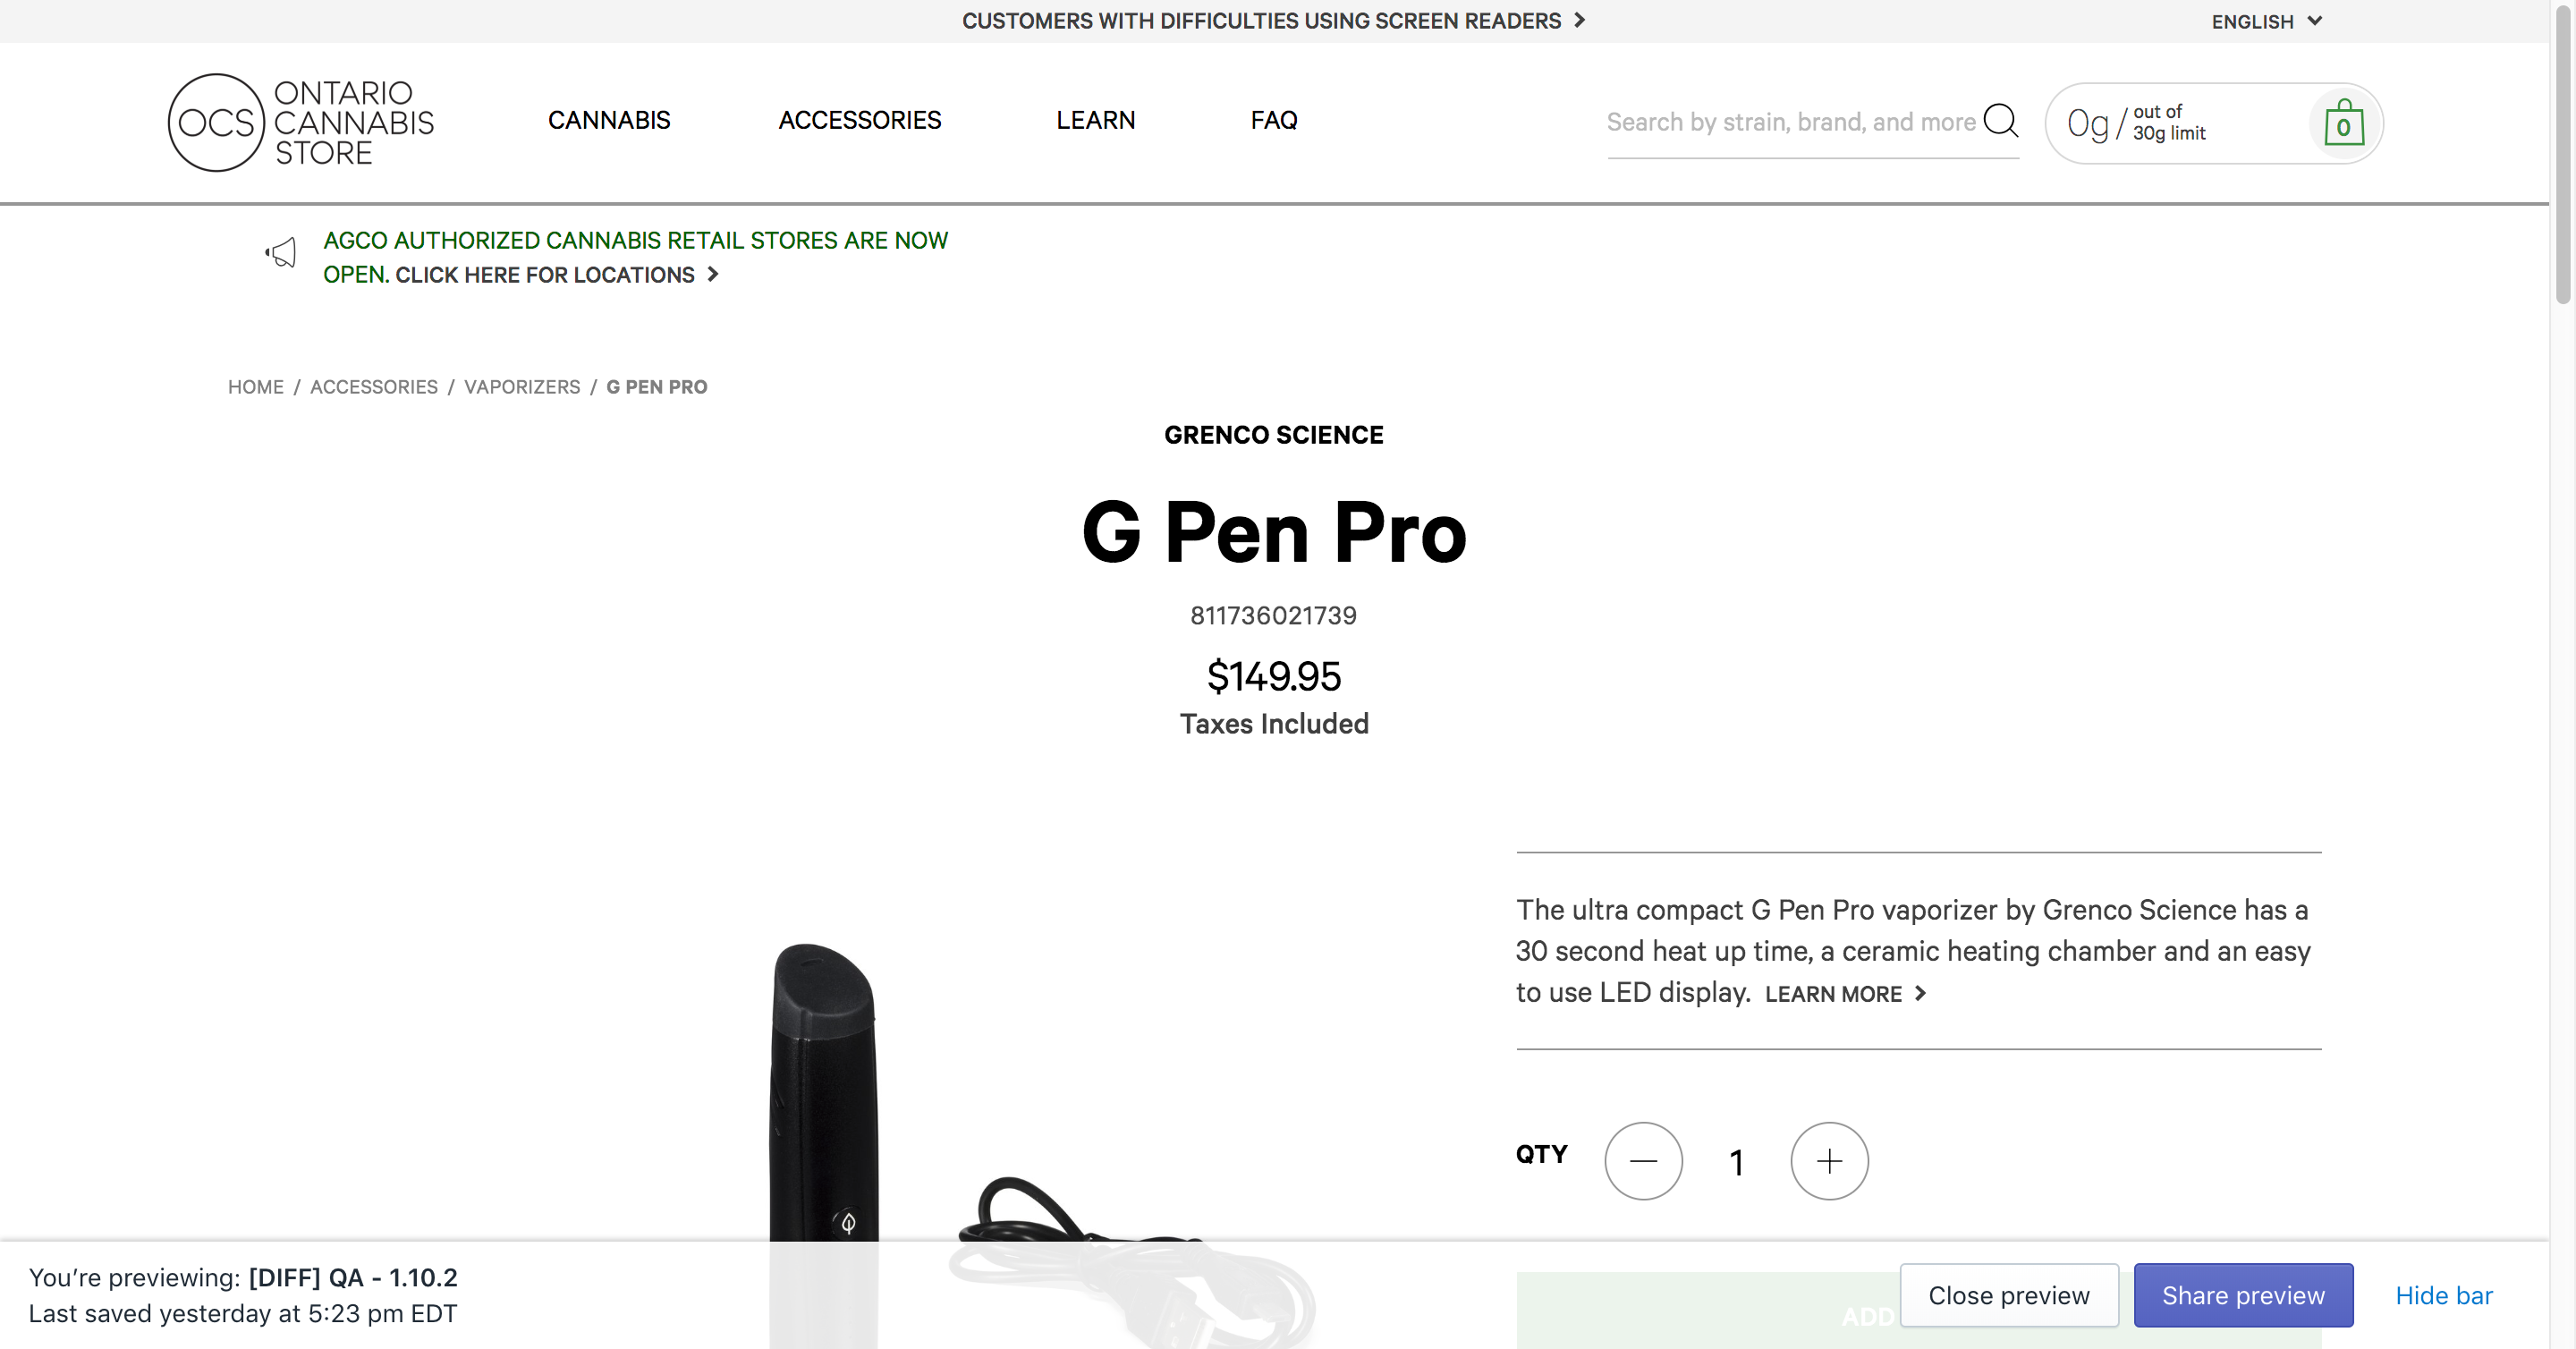 CUSTOMERS WITH DIFFICULTIES USING SCREEN READERS
ENGLISH
OCS
ONTARIO
CANNABIS
STORE
CANNABIS
ACCESSORIES
LEARN
FAQ
Search by strain, brand, and more
0g / out of
30g limit
0
AGCO AUTHORIZED CANNABIS RETAIL STORES ARE NOW
OPEN. CLICK HERE FOR LOCATIONS
HOME / ACCESSORIES / VAPORIZERS / G PEN PRO
GRENCO SCIENCE
G Pen Pro
811736021739
$149.95
Taxes Included
The ultra compact G Pen Pro vaporizer by Grenco Science has a
30 second heat up time, a ceramic heating chamber and an easy
to use LED display. LEARN MORE
QTY
1
You’re previewing: [DIFF] QA - 1.10.2
Last saved yesterday at 5:23 pm EDT
ADD
Close preview
Share preview
Hide bar